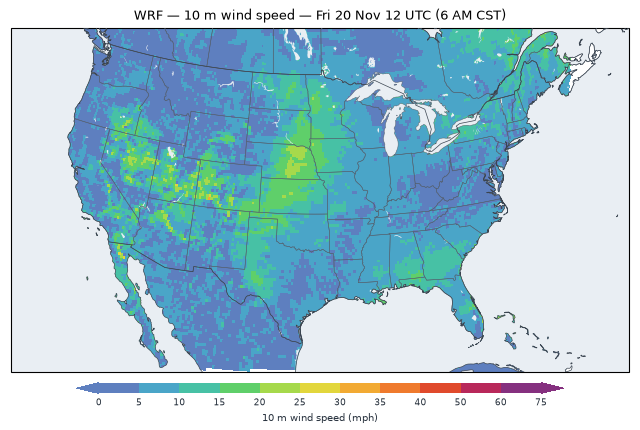 WRF — 10 m wind speed — Fri 20 Nov 12 UTC (6 AM CST)
0 5 10 15 20 25 30 35 40 50 60 75
10 m wind speed (mph)